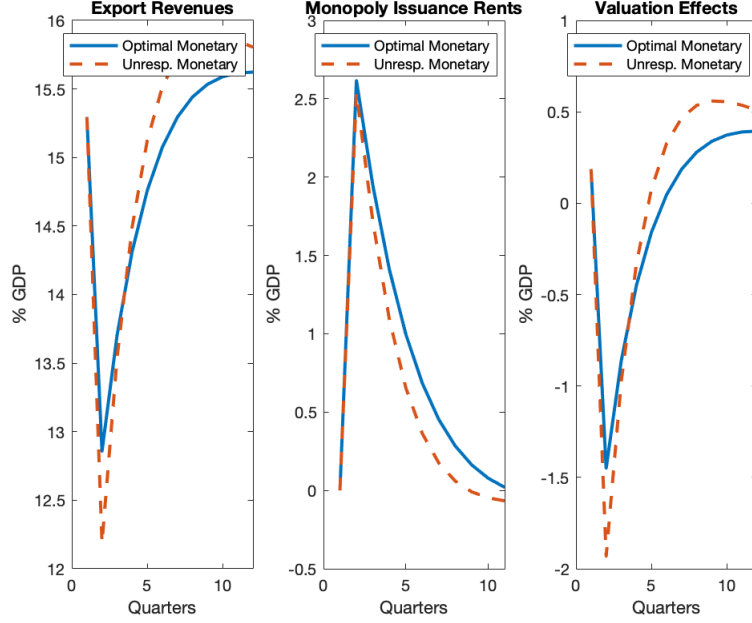 Export Revenues
16
15.5
15
14.5
14
13.5
13
12.5
12
0
5
10
% GDP
Quarters
Optimal Monetary
Unresp. Monetary
Monopoly Issuance Rents
3
2.5
2
1.5
1
0.5
0
-0.5
0
5
10
% GDP
Quarters
Optimal Monetary
Unresp. Monetary
Valuation Effects
1
0.5
0
-0.5
-1
-1.5
-2
0
5
10
% GDP
Quarters
Optimal Monetary
Unresp. Monetary